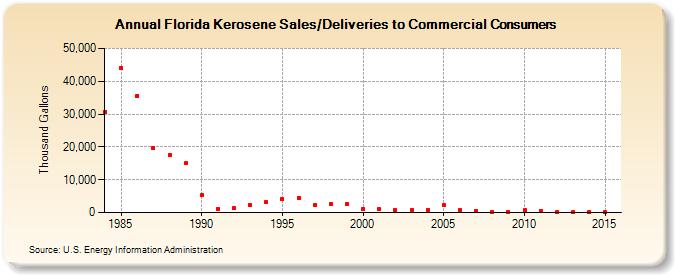 Annual Florida Kerosene Sales/Deliveries to Commercial Consumers
Thousand Gallons
50,000
40,000
30,000
20,000
10,000
0
1985 1990 1995 2000 2005 2010 2015
Source: U.S. Energy Information Administration